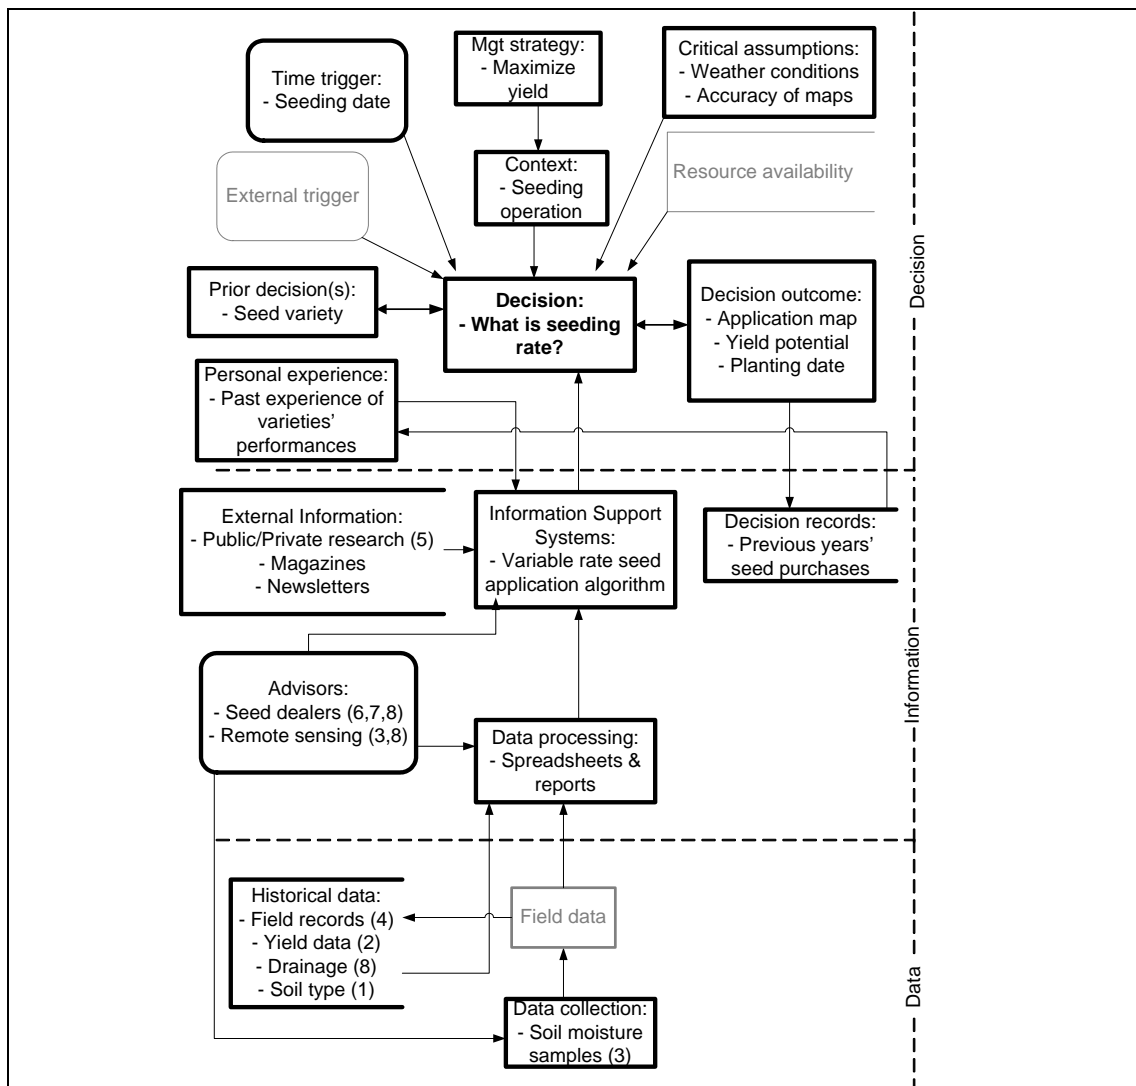 Time trigger:
- Seeding date
Mgt strategy:
- Maximize
yield
Critical assumptions:
- Weather conditions
- Accuracy of maps
External trigger
Context:
- Seeding
operation
Resource availability
Prior decision(s):
- Seed variety
Decision:
- What is seeding
rate?
Decision outcome:
- Application map
- Yield potential
- Planting date
Decision
Personal experience:
- Past experience of
varieties’
performances
External Information:
- Public/Private research (5)
- Magazines
- Newsletters
Information Support
Systems:
- Variable rate seed
application algorithm
Decision records:
- Previous years’
seed purchases
Information
Advisors:
- Seed dealers (6,7,8)
- Remote sensing (3,8)
Data processing:
- Spreadsheets &
reports
Historical data:
- Field records (4)
- Yield data (2)
- Drainage (8)
- Soil type (1)
Field data
Data collection:
- Soil moisture
samples (3)
Data